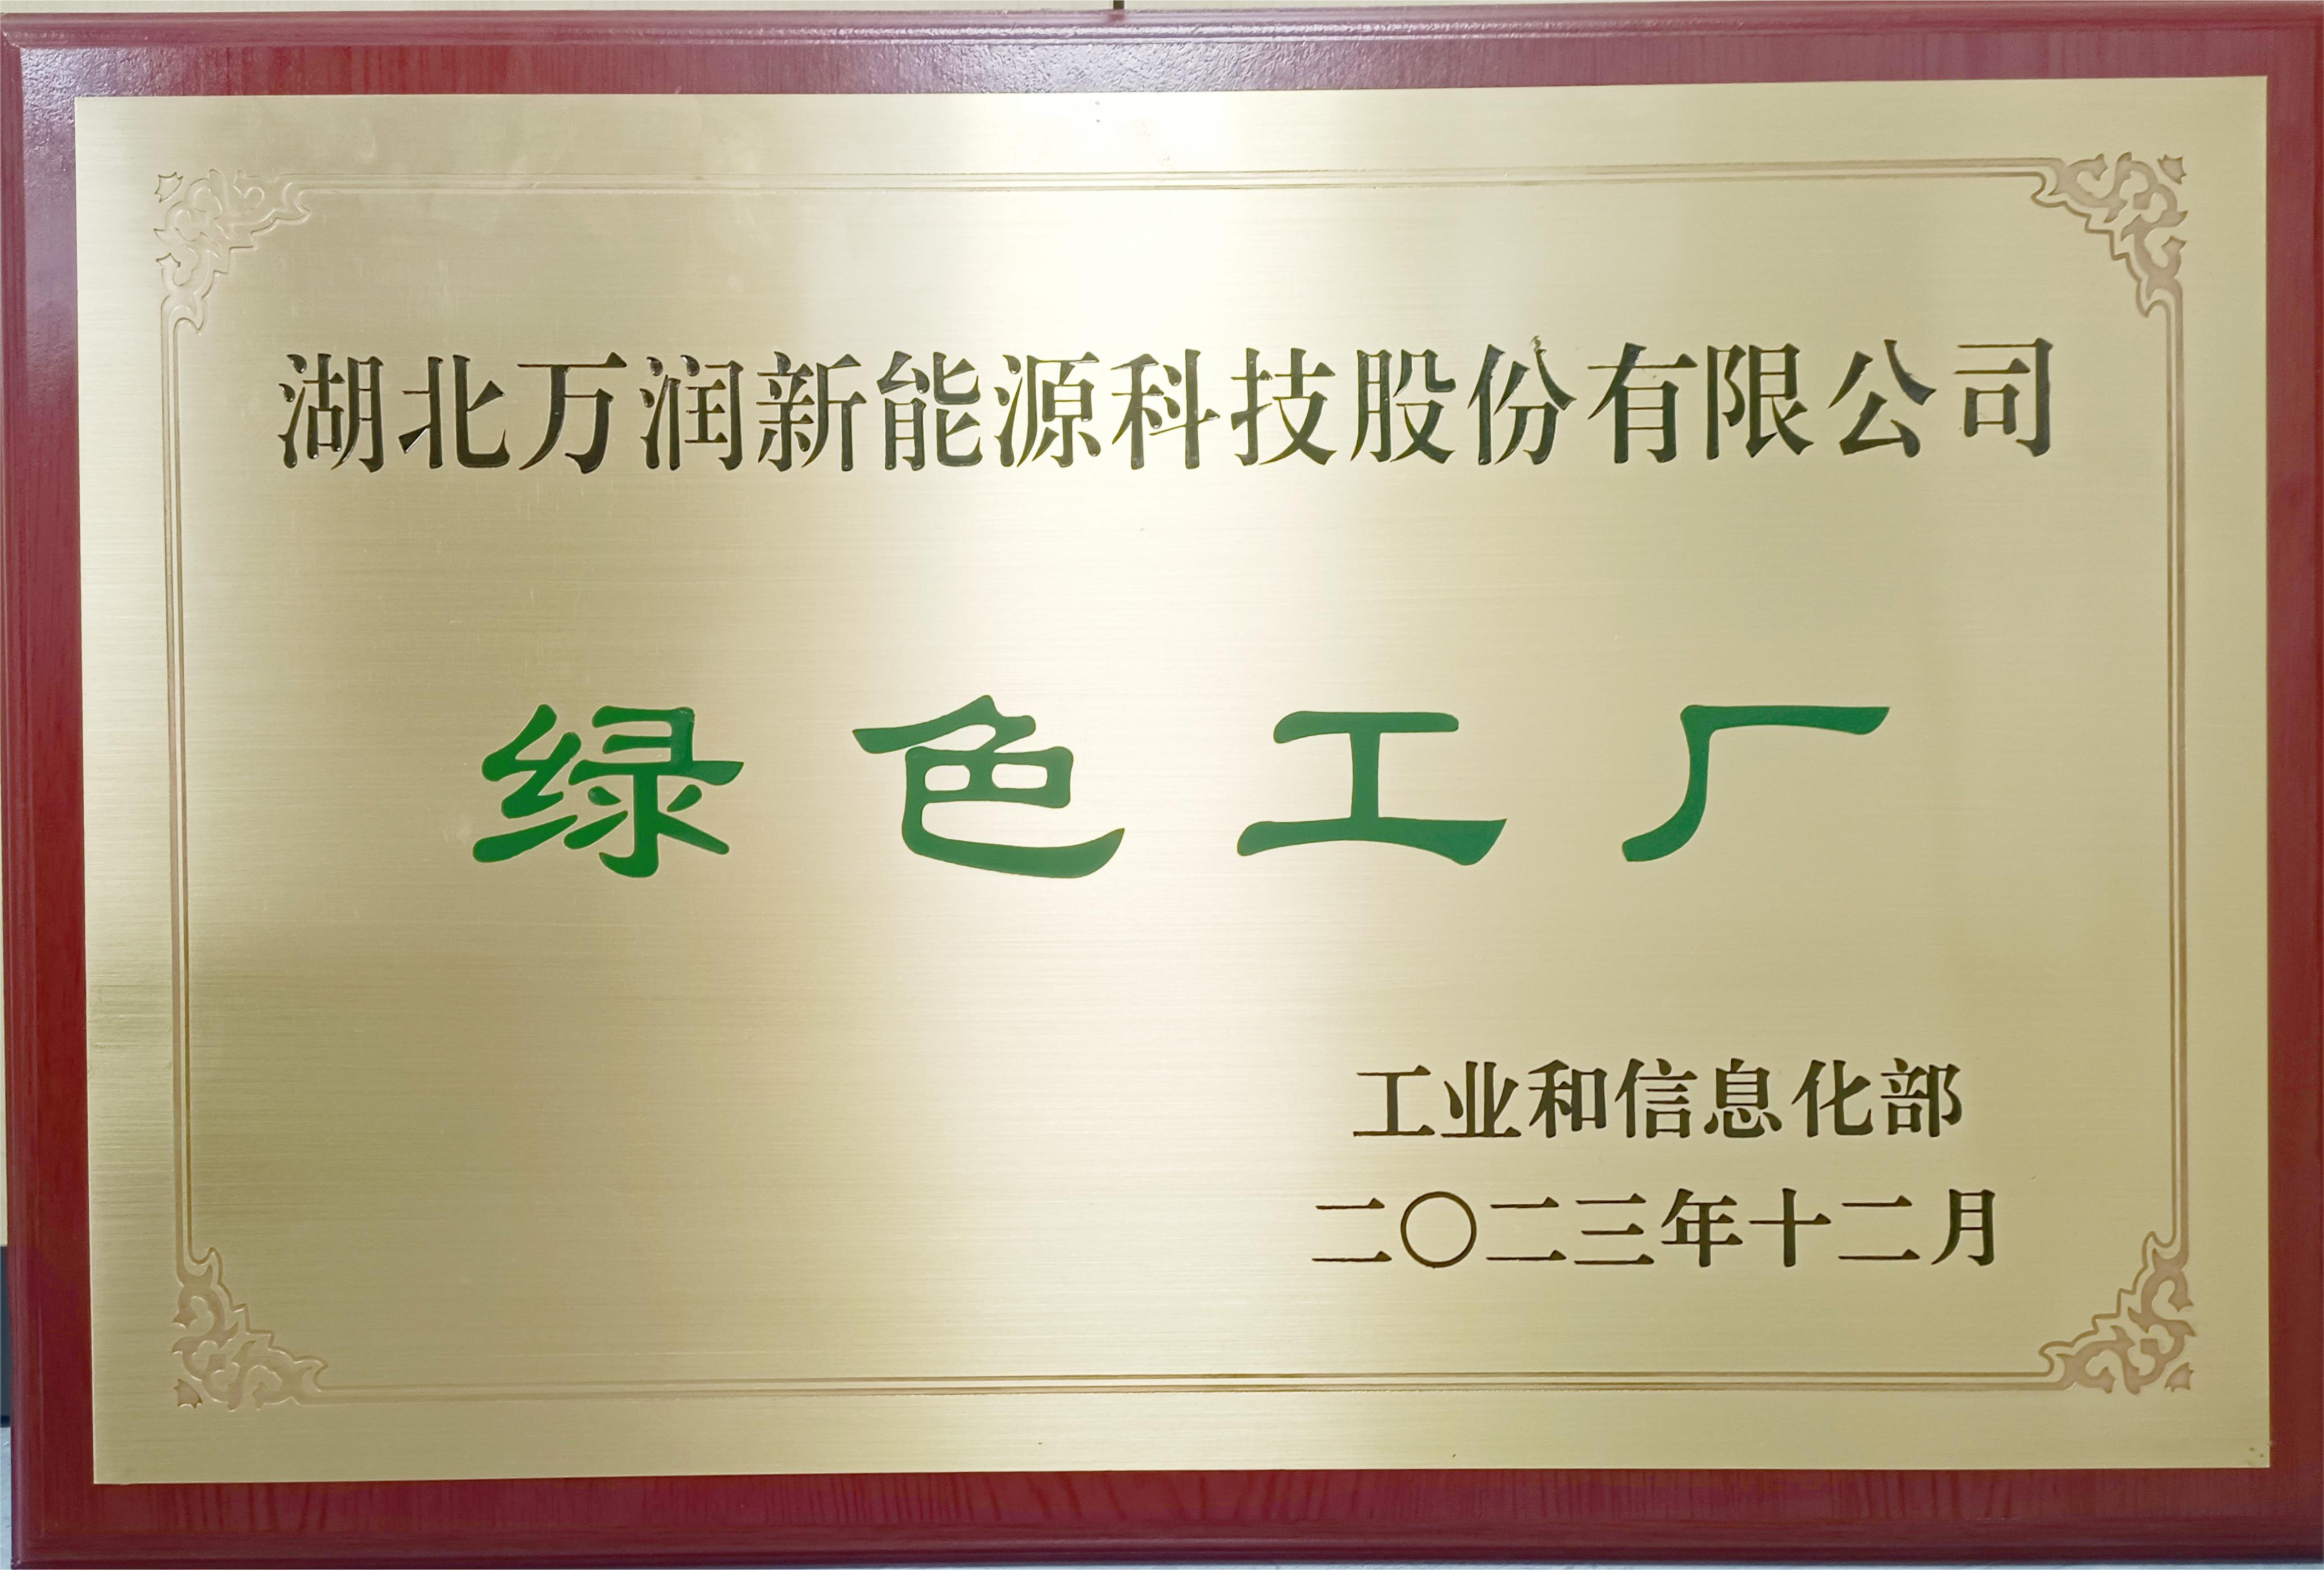 湖北万润新能源科技股份有限公司
绿色工厂
工业和信息化部
二〇二三年十二月